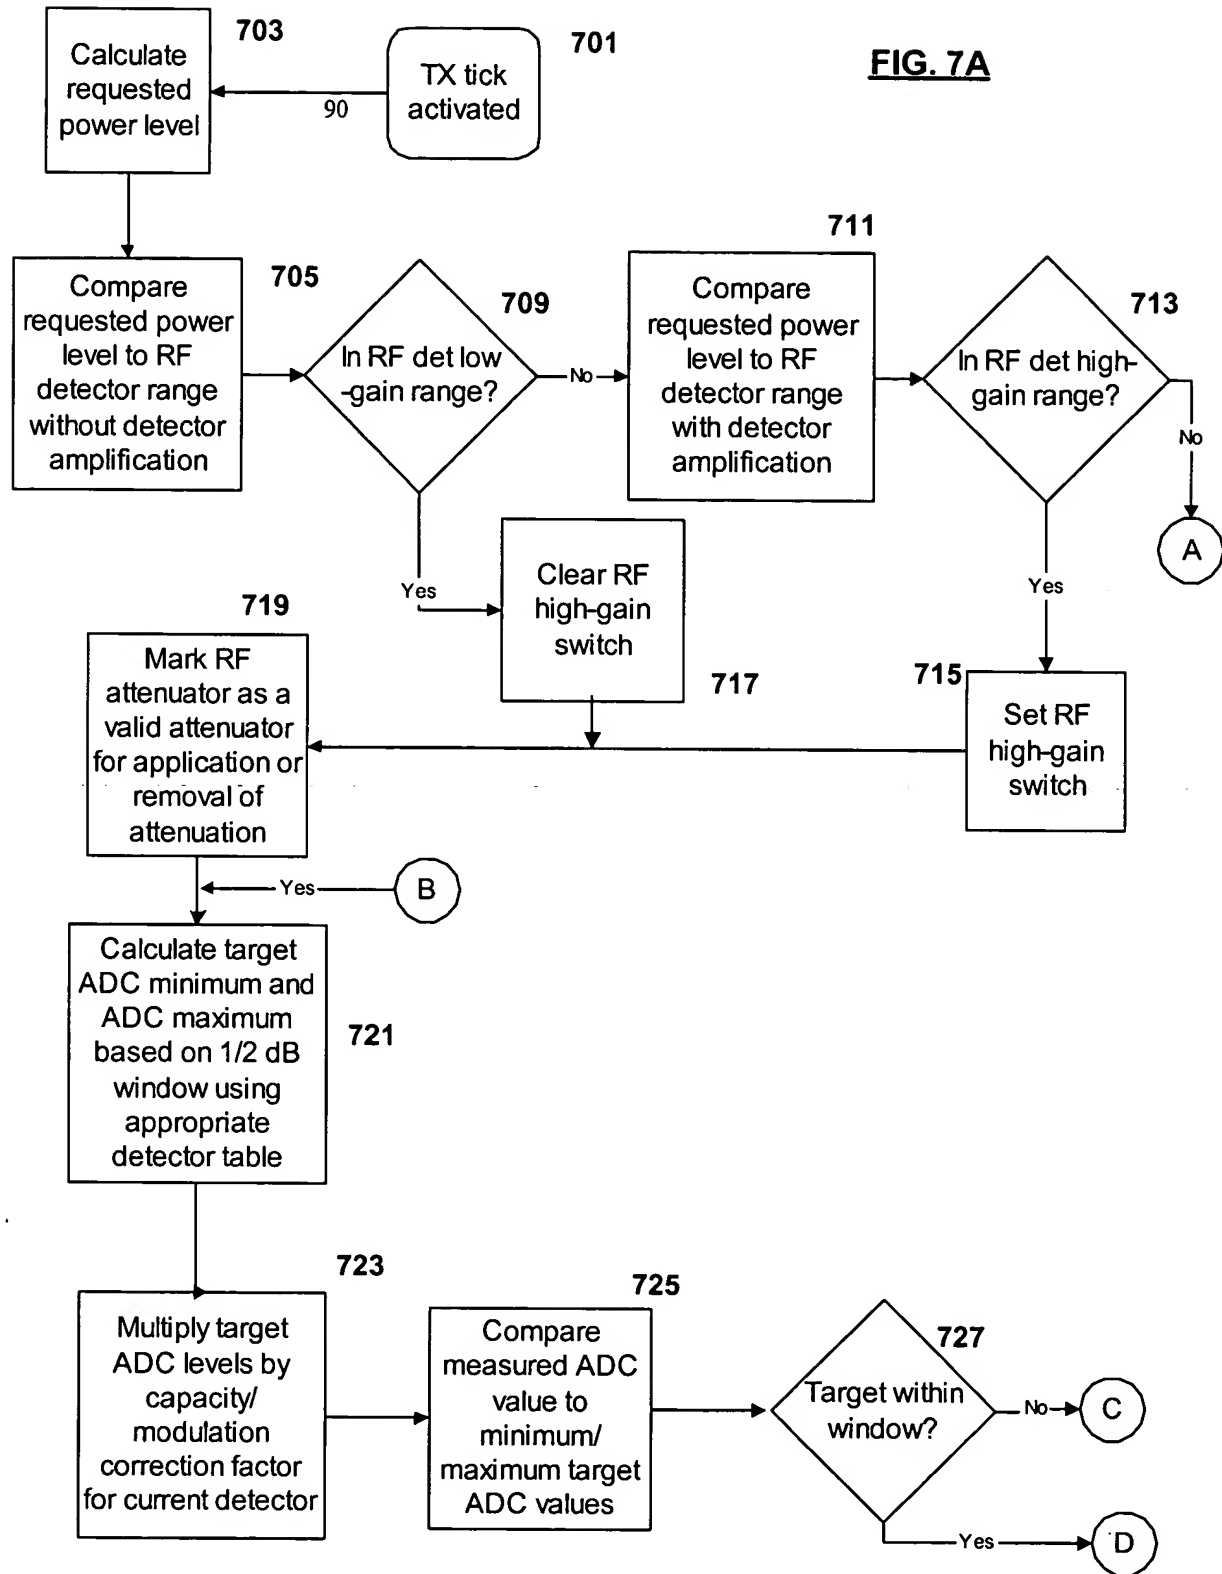 703
701
FIG. 7A
Calculate
requested
power level
90
TX tick
activated
705
Compare
requested power
level to RF
detector range
without detector
amplification
709
In RF det low
-gain range?
No
711
Compare
requested power
level to RF
detector range
with detector
amplification
713
In RF det high-
gain range?
No
A
Yes
Clear RF
high-gain
switch
717
Yes
715
Set RF
high-gain
switch
719
Mark RF
attenuator as a
valid attenuator
for application or
removal of
attenuation
Yes
B
Calculate target
ADC minimum and
ADC maximum
based on 1/2 dB
window using
appropriate
detector table
721
723
Multiply target
ADC levels by
capacity/
modulation
correction factor
for current detector
725
Compare
measured ADC
value to
minimum/
maximum target
ADC values
727
Target within
window?
No
C
Yes
D